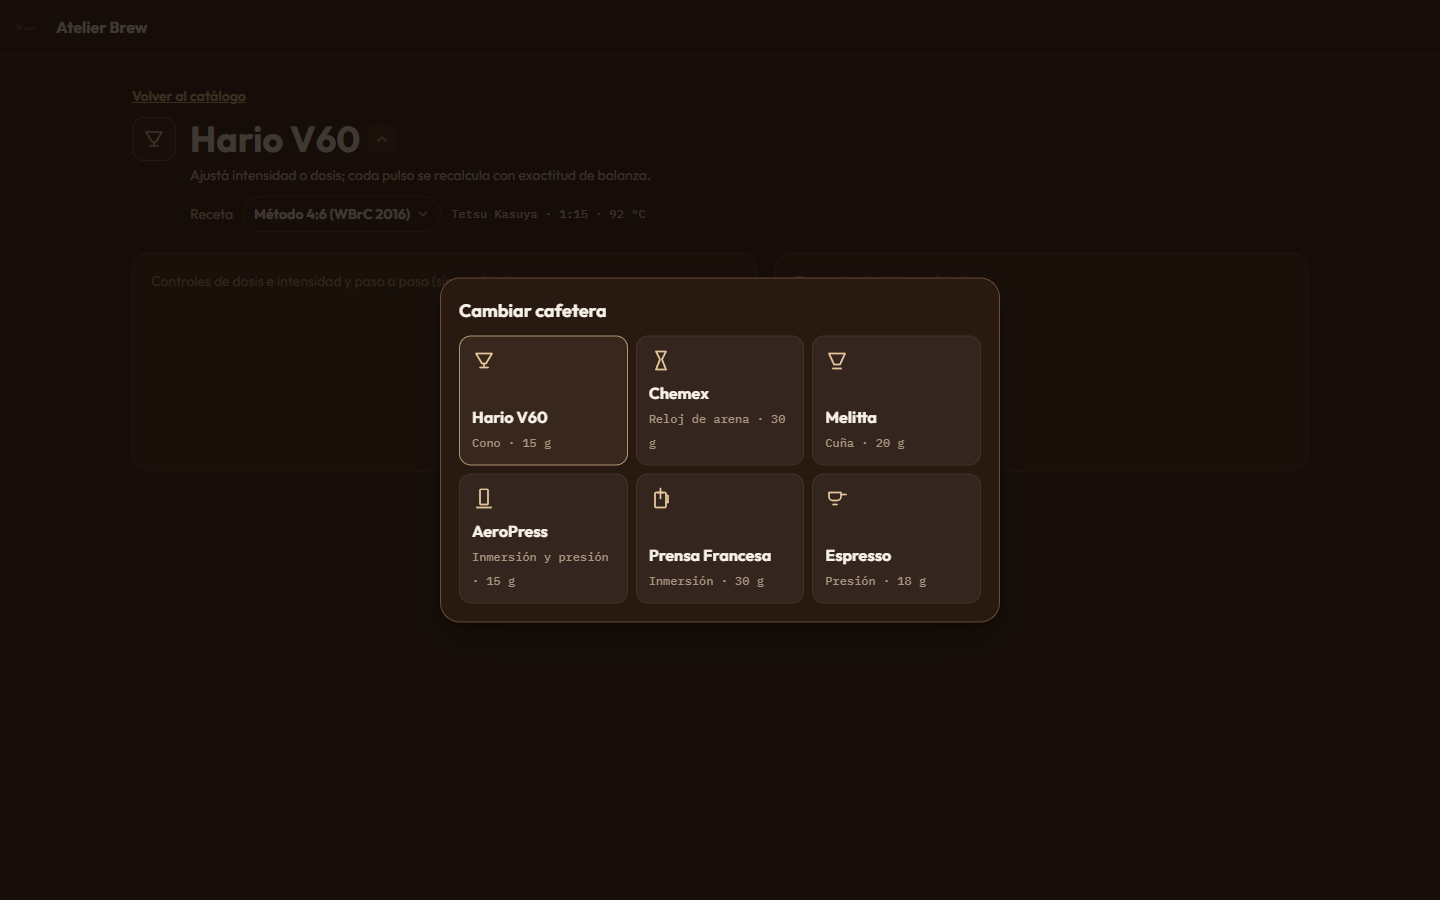 Atelier Brew
Volver al catálogo
Hario V60
Ajustá intensidad o dosis; cada pulso se recalcula con exactitud de balanza.
Receta Método 4:6 (WBrC 2016) Tetsu Kasuya · 1:15 · 92 °C
Controles de dosis e intensidad y paso a paso
Cambiar cafetera
Hario V60
Cono · 15 g
Chemex
Reloj de arena · 30
g
Melitta
Cuña · 20 g
AeroPress
Inmersión y presión
· 15 g
Prensa Francesa
Inmersión · 30 g
Espresso
Presión · 18 g